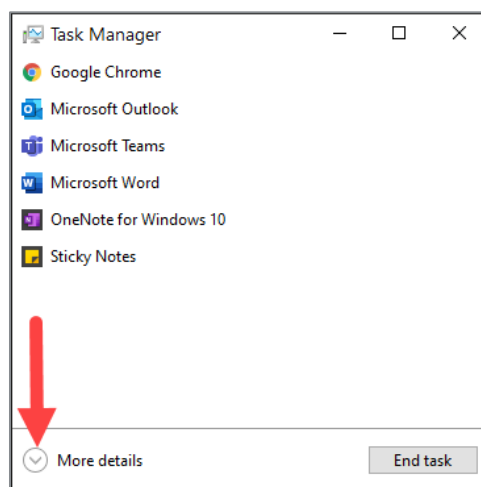 Task Manager
Google Chrome
Microsoft Outlook
Microsoft Teams
Microsoft Word
OneNote for Windows 10
Sticky Notes
More details
End task